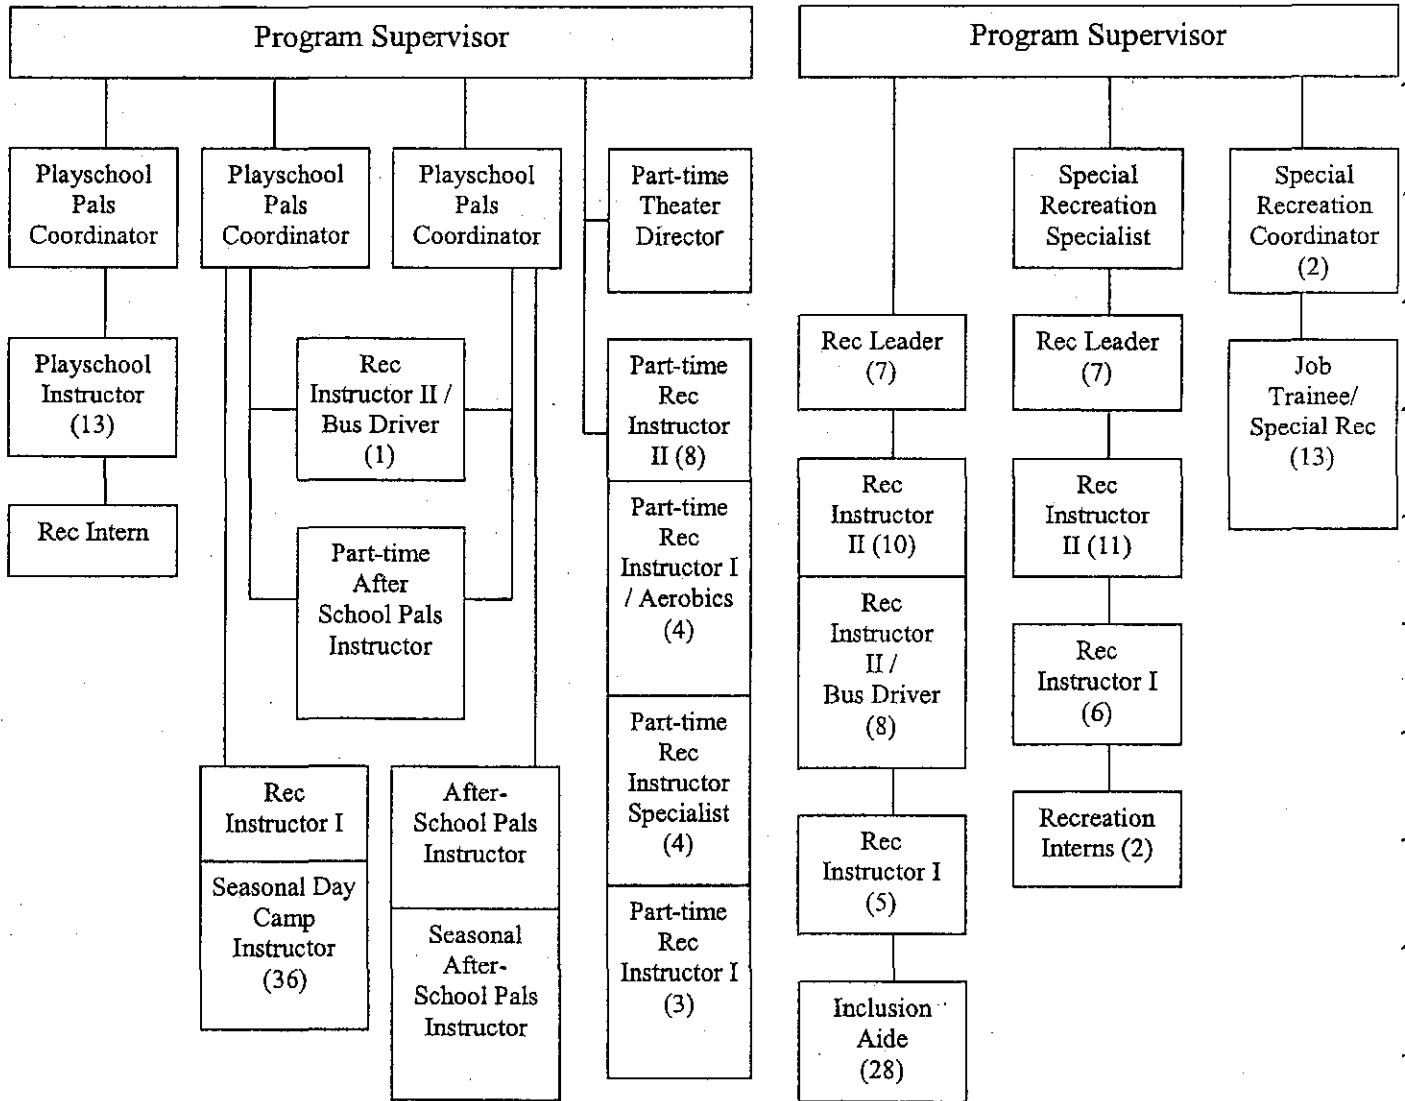 Program Supervisor
Playschool
Pals
Coordinator
Playschool
Pals
Coordinator
Playschool
Pals
Coordinator
Part-time
Theater
Director
Playschool
Instructor
(13)
Rec
Instructor II /
Bus Driver
(1)
Part-time
Rec
Instructor
II (8)
Rec Intern
Part-time
After
School Pals
Instructor
Part-time
Rec
Instructor I
/ Aerobics
(4)
Part-time
Rec
Instructor
Specialist
(4)
Rec
Instructor I
After-
School Pals
Instructor
Seasonal Day
Camp
Instructor
(36)
Seasonal
After-
School Pals
Instructor
Part-time
Rec
Instructor I
(3)
Program Supervisor
Special
Recreation
Specialist
Special
Recreation
Coordinator
(2)
Rec Leader
(7)
Rec Leader
(7)
Job
Trainee/
Special Rec
(13)
Rec
Instructor
II (10)
Rec
Instructor
II (11)
Rec
Instructor
II /
Bus Driver
(8)
Rec
Instructor I
(6)
Rec
Instructor I
(5)
Recreation
Interns (2)
Inclusion
Aide
(28)